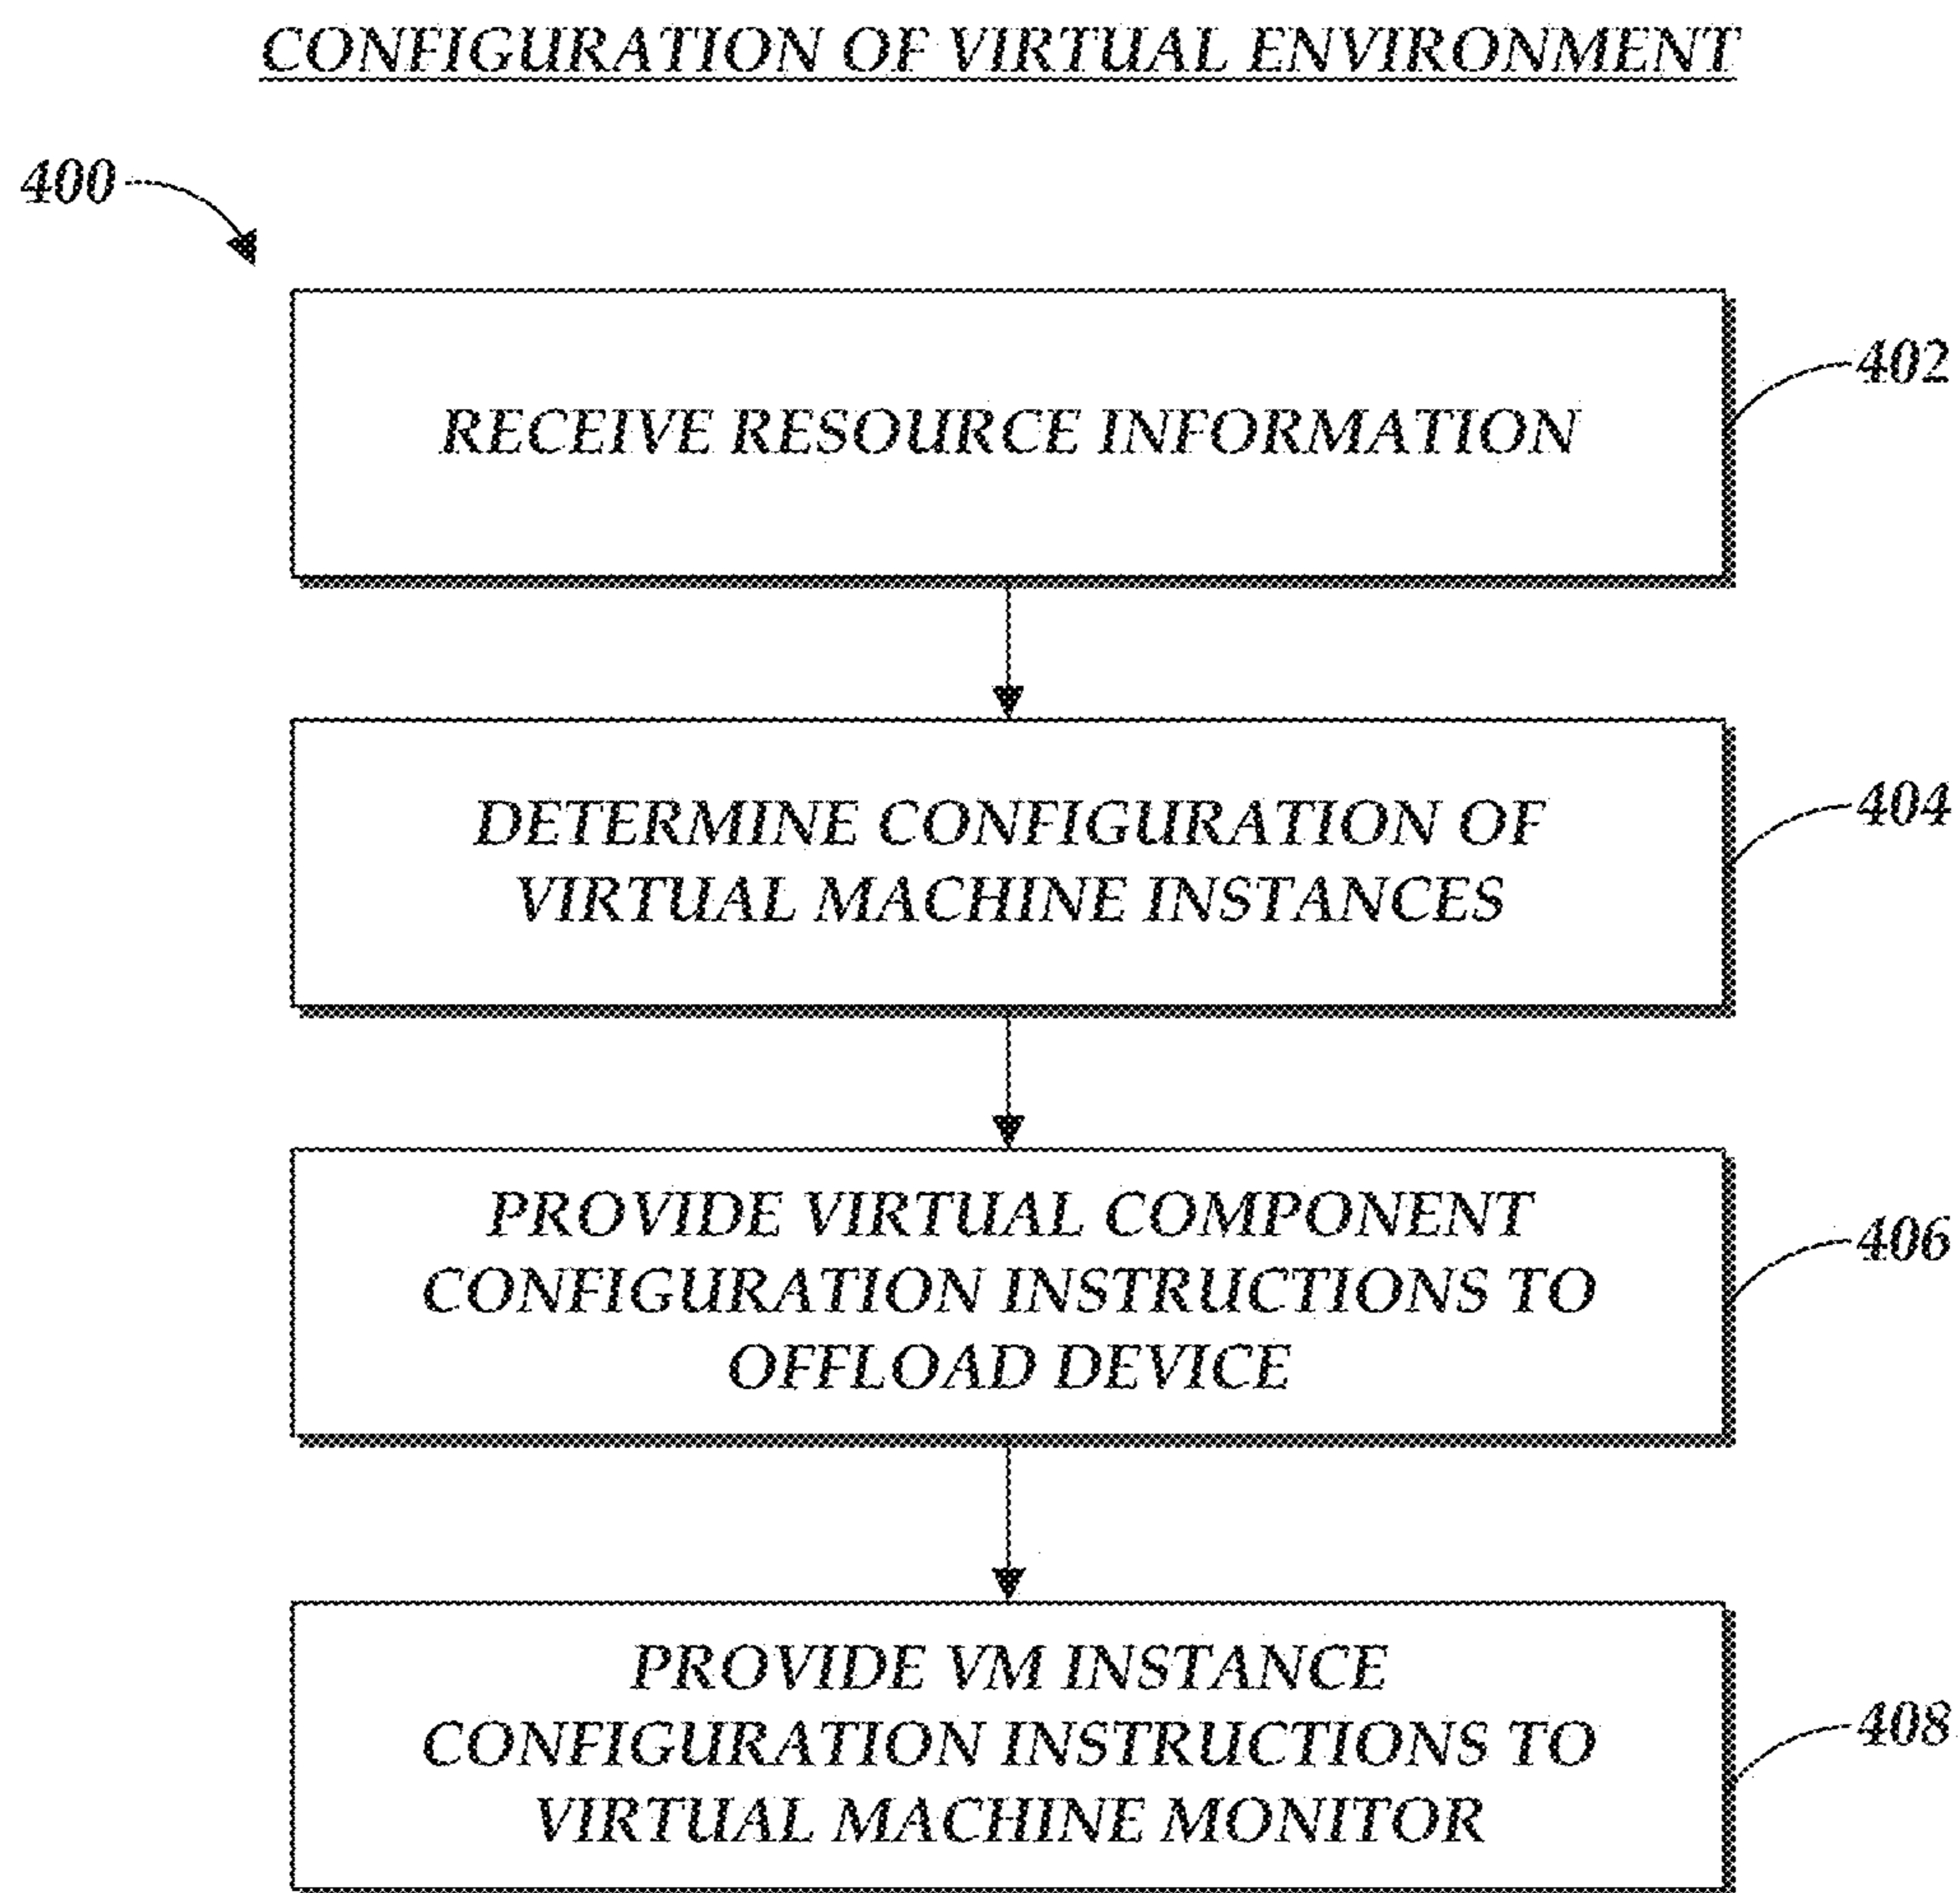 CONFIGURATION OF VIRTUAL ENVIRONMENT
400
402
RECEIVE RESOURCE INFORMATION
404
DETERMINE CONFIGURATION OF
VIRTUAL MACHINE INSTANCES
406
PROVIDE VIRTUAL COMPONENT
CONFIGURATION INSTRUCTIONS TO
OFFLOAD DEVICE
408
PROVIDE VM INSTANCE
CONFIGURATION INSTRUCTIONS TO
VIRTUAL MACHINE MONITOR